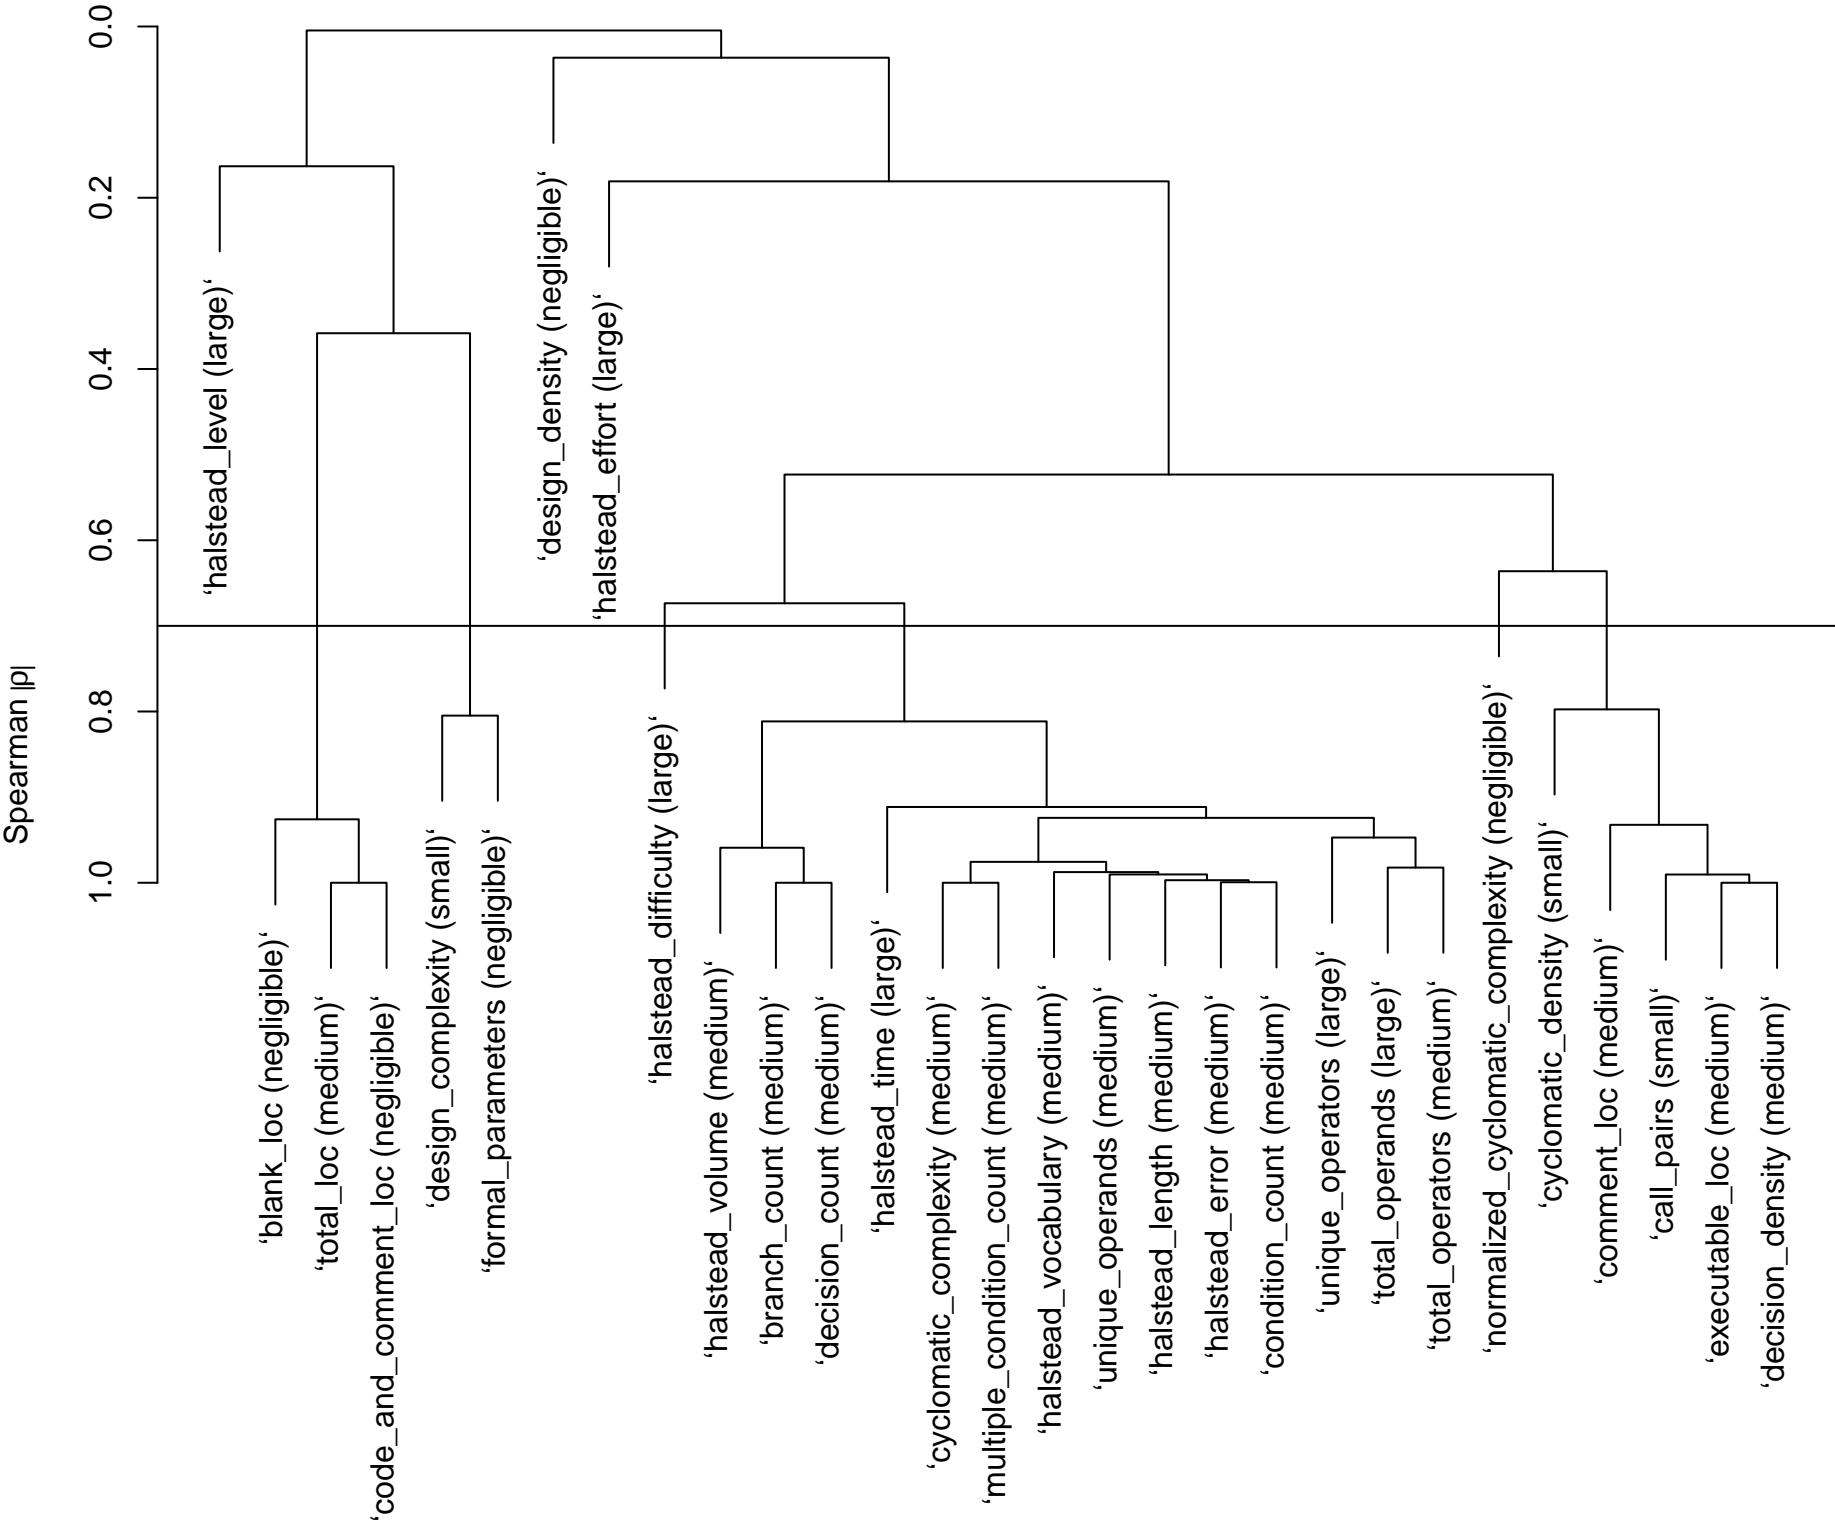 Spearman |ρ|
0.0
0.2
0.4
0.6
0.8
1.0
‘halstead_level (large)‘
‘blank_loc (negligible)‘
‘total_loc (medium)‘
‘code_and_comment_loc (negligible)‘
‘design_complexity (small)‘
‘formal_parameters (negligible)‘
‘design_density (negligible)‘
‘halstead_effort (large)‘
‘halstead_difficulty (large)‘
‘halstead_volume (medium)‘
‘branch_count (medium)‘
‘decision_count (medium)‘
‘halstead_time (large)‘
‘cyclomatic_complexity (medium)‘
‘multiple_condition_count (medium)‘
‘halstead_vocabulary (medium)‘
‘unique_operands (medium)‘
‘halstead_length (medium)‘
‘halstead_error (medium)‘
‘condition_count (medium)‘
‘unique_operators (large)‘
‘total_operands (large)‘
‘total_operators (medium)‘
‘normalized_cyclomatic_complexity (negligible)‘
‘cyclomatic_density (small)‘
‘comment_loc (medium)‘
‘call_pairs (small)‘
‘executable_loc (medium)‘
‘decision_density (medium)‘